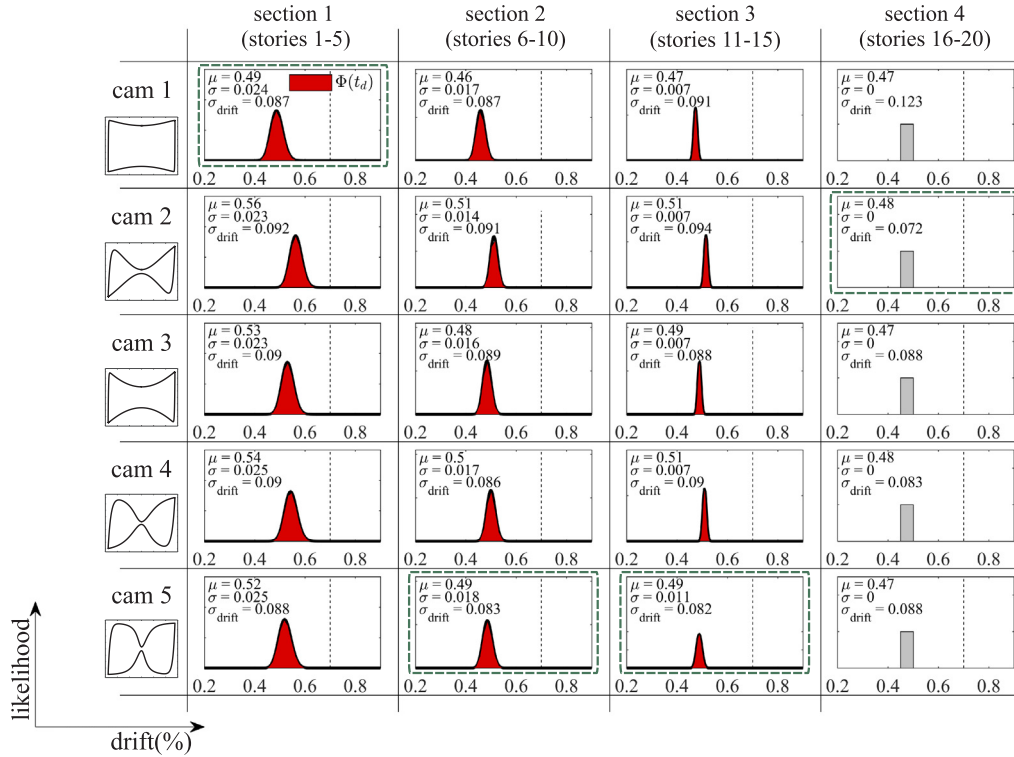 section 1
(stories 1-5)
section 2
(stories 6-10)
section 3
(stories 11-15)
section 4
(stories 16-20)
cam 1
μ = 0.49
σ = 0.024
σdrift = 0.087
Φ(td)
0.2 0.4 0.6 0.8
μ = 0.46
σ = 0.017
σdrift = 0.087
0.2 0.4 0.6 0.8
μ = 0.47
σ = 0.007
σdrift = 0.091
0.2 0.4 0.6 0.8
μ = 0.47
σ = 0
σdrift = 0.123
0.2 0.4 0.6 0.8
cam 2
μ = 0.56
σ = 0.023
σdrift = 0.092
0.2 0.4 0.6 0.8
μ = 0.51
σ = 0.014
σdrift = 0.091
0.2 0.4 0.6 0.8
μ = 0.51
σ = 0.007
σdrift = 0.094
0.2 0.4 0.6 0.8
μ = 0.48
σ = 0
σdrift = 0.072
0.2 0.4 0.6 0.8
cam 3
μ = 0.53
σ = 0.023
σdrift = 0.09
0.2 0.4 0.6 0.8
μ = 0.48
σ = 0.016
σdrift = 0.089
0.2 0.4 0.6 0.8
μ = 0.49
σ = 0.007
σdrift = 0.088
0.2 0.4 0.6 0.8
μ = 0.47
σ = 0
σdrift = 0.088
0.2 0.4 0.6 0.8
cam 4
μ = 0.54
σ = 0.025
σdrift = 0.09
0.2 0.4 0.6 0.8
μ = 0.5
σ = 0.017
σdrift = 0.086
0.2 0.4 0.6 0.8
μ = 0.51
σ = 0.007
σdrift = 0.09
0.2 0.4 0.6 0.8
μ = 0.48
σ = 0
σdrift = 0.083
0.2 0.4 0.6 0.8
cam 5
μ = 0.52
σ = 0.025
σdrift = 0.088
0.2 0.4 0.6 0.8
μ = 0.49
σ = 0.018
σdrift = 0.083
0.2 0.4 0.6 0.8
μ = 0.49
σ = 0.011
σdrift = 0.082
0.2 0.4 0.6 0.8
μ = 0.47
σ = 0
σdrift = 0.088
0.2 0.4 0.6 0.8
likelihood
drift(%)